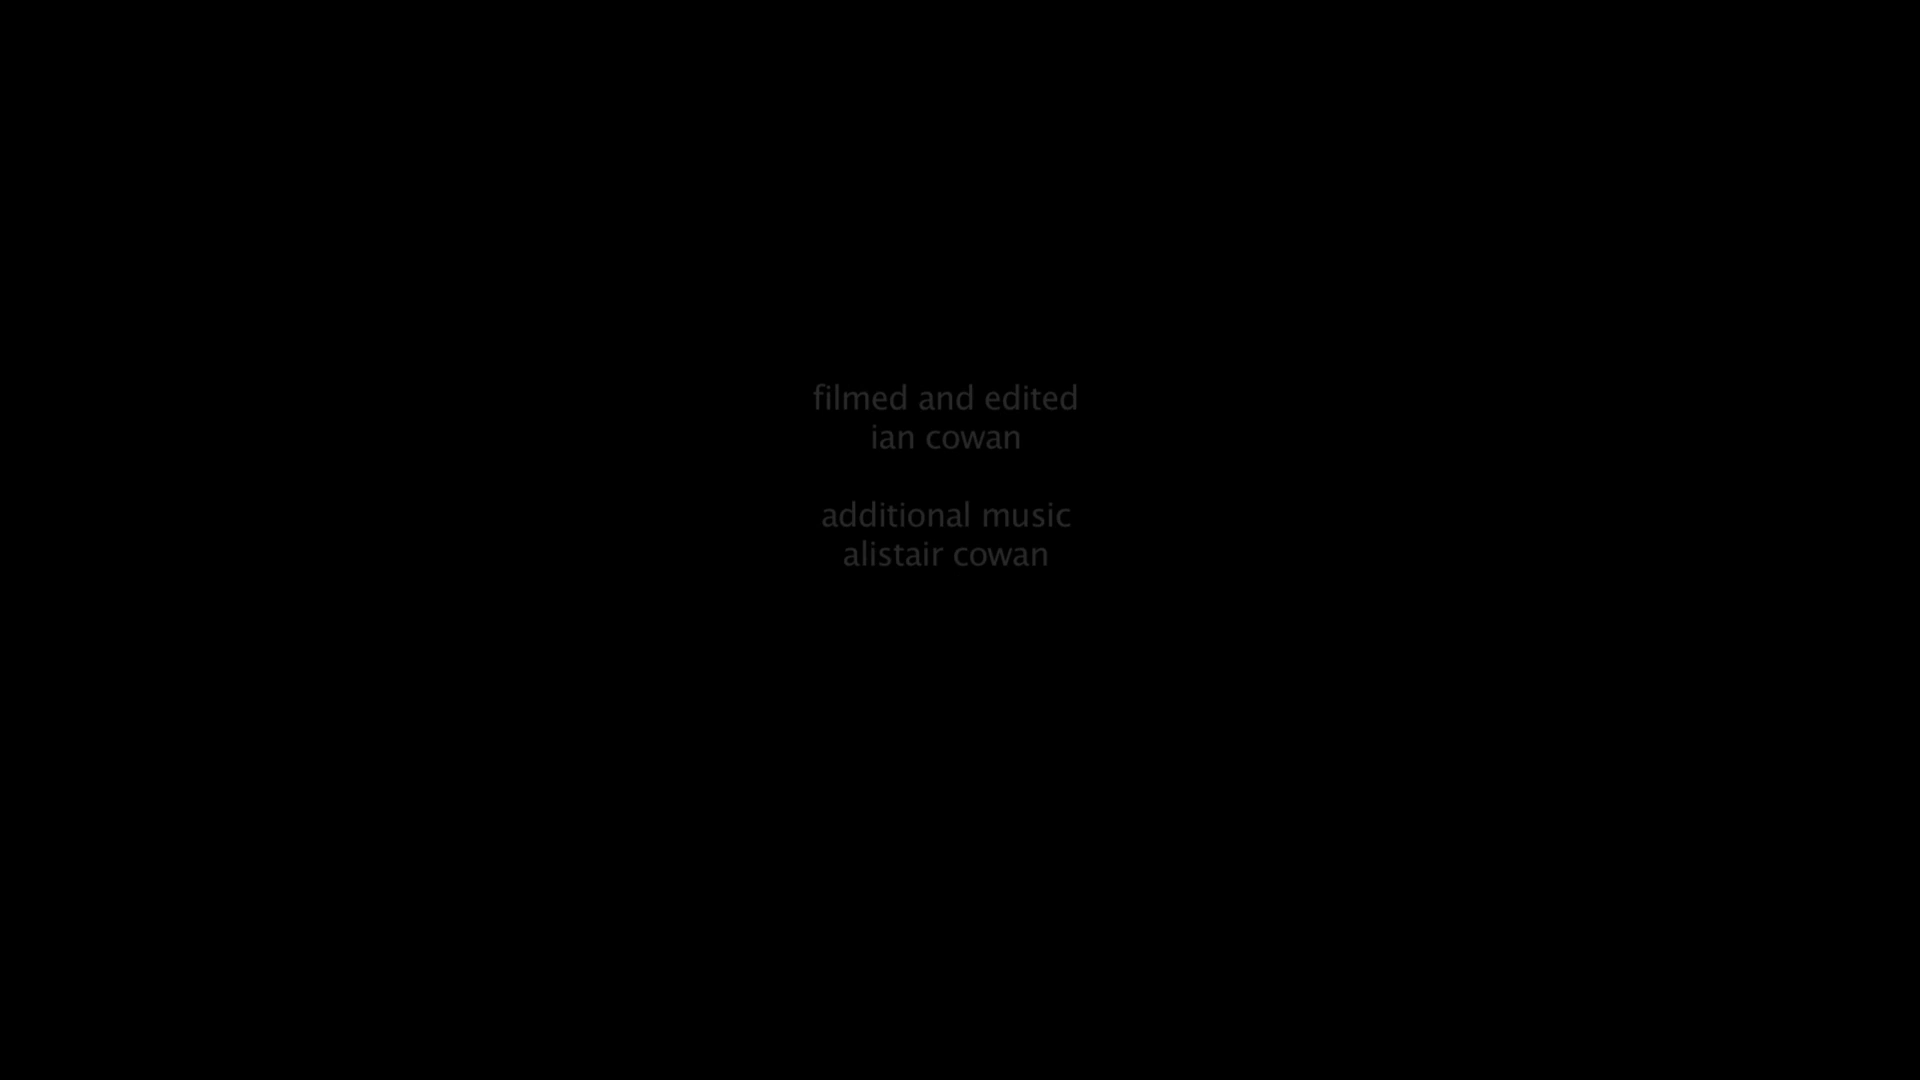 filmed and edited
ian cowan
additional music
alistair cowan